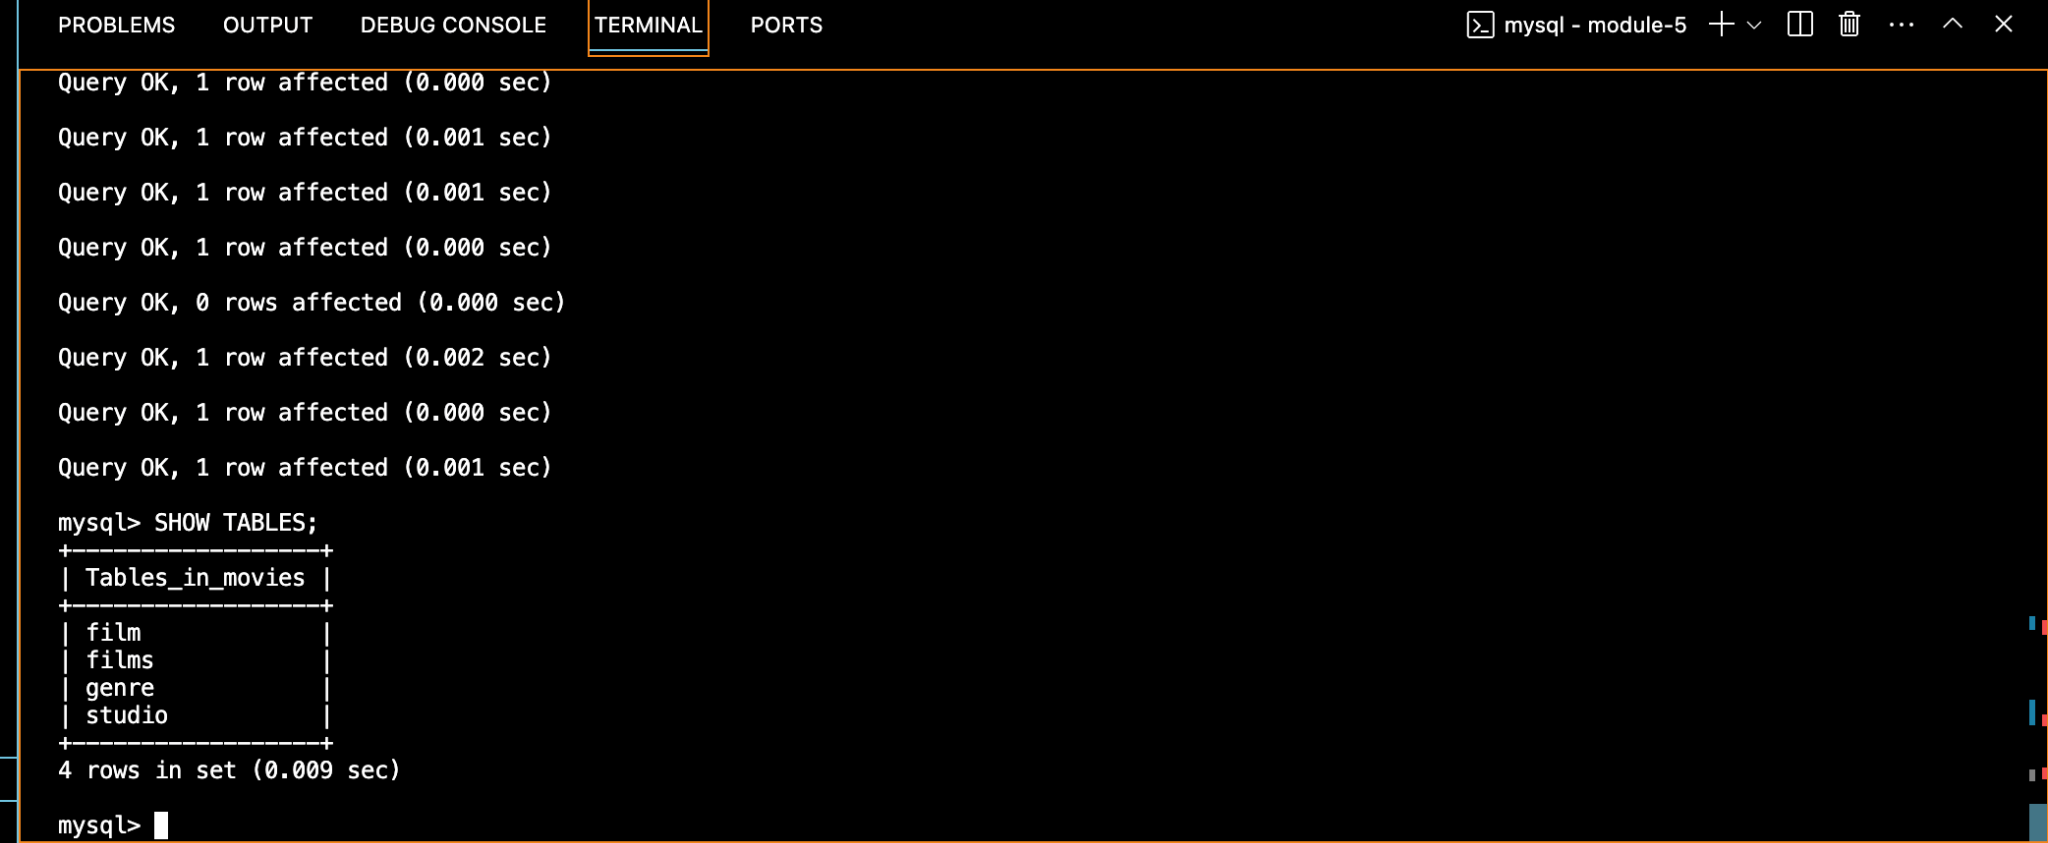 PROBLEMS OUTPUT DEBUG CONSOLE TERMINAL PORTS mysql - module-5
Query OK, 1 row affected (0.000 sec)
Query OK, 1 row affected (0.001 sec)
Query OK, 1 row affected (0.001 sec)
Query OK, 1 row affected (0.000 sec)
Query OK, 0 rows affected (0.000 sec)
Query OK, 1 row affected (0.002 sec)
Query OK, 1 row affected (0.000 sec)
Query OK, 1 row affected (0.001 sec)
mysql> SHOW TABLES;
+------------------+
| Tables_in_movies |
+------------------+
| film             |
| films            |
| genre            |
| studio           |
+------------------+
4 rows in set (0.009 sec)
mysql>